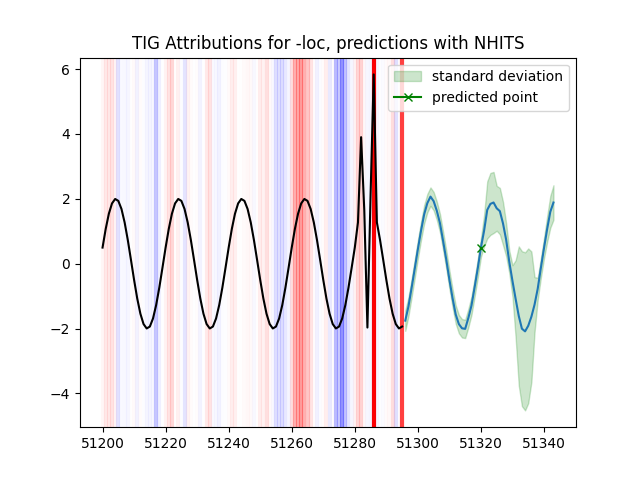 TIG Attributions for -loc, predictions with NHITS
standard deviation
predicted point
6
4
2
0
−2
−4
51200 51220 51240 51260 51280 51300 51320 51340